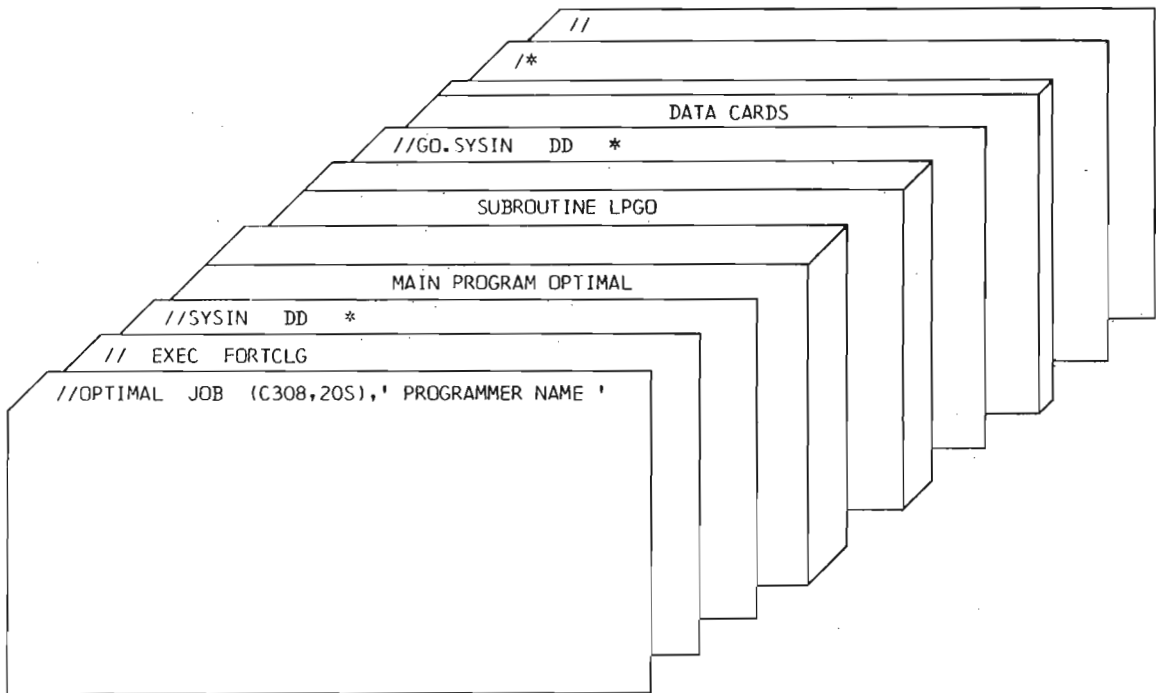 //
/*
DATA CARDS
//GO.SYSIN DD *
SUBROUTINE LPGO
MAIN PROGRAM OPTIMAL
//SYSIN DD *
// EXEC FORTCLG
//OPTIMAL JOB (C308,20S),' PROGRAMMER NAME '